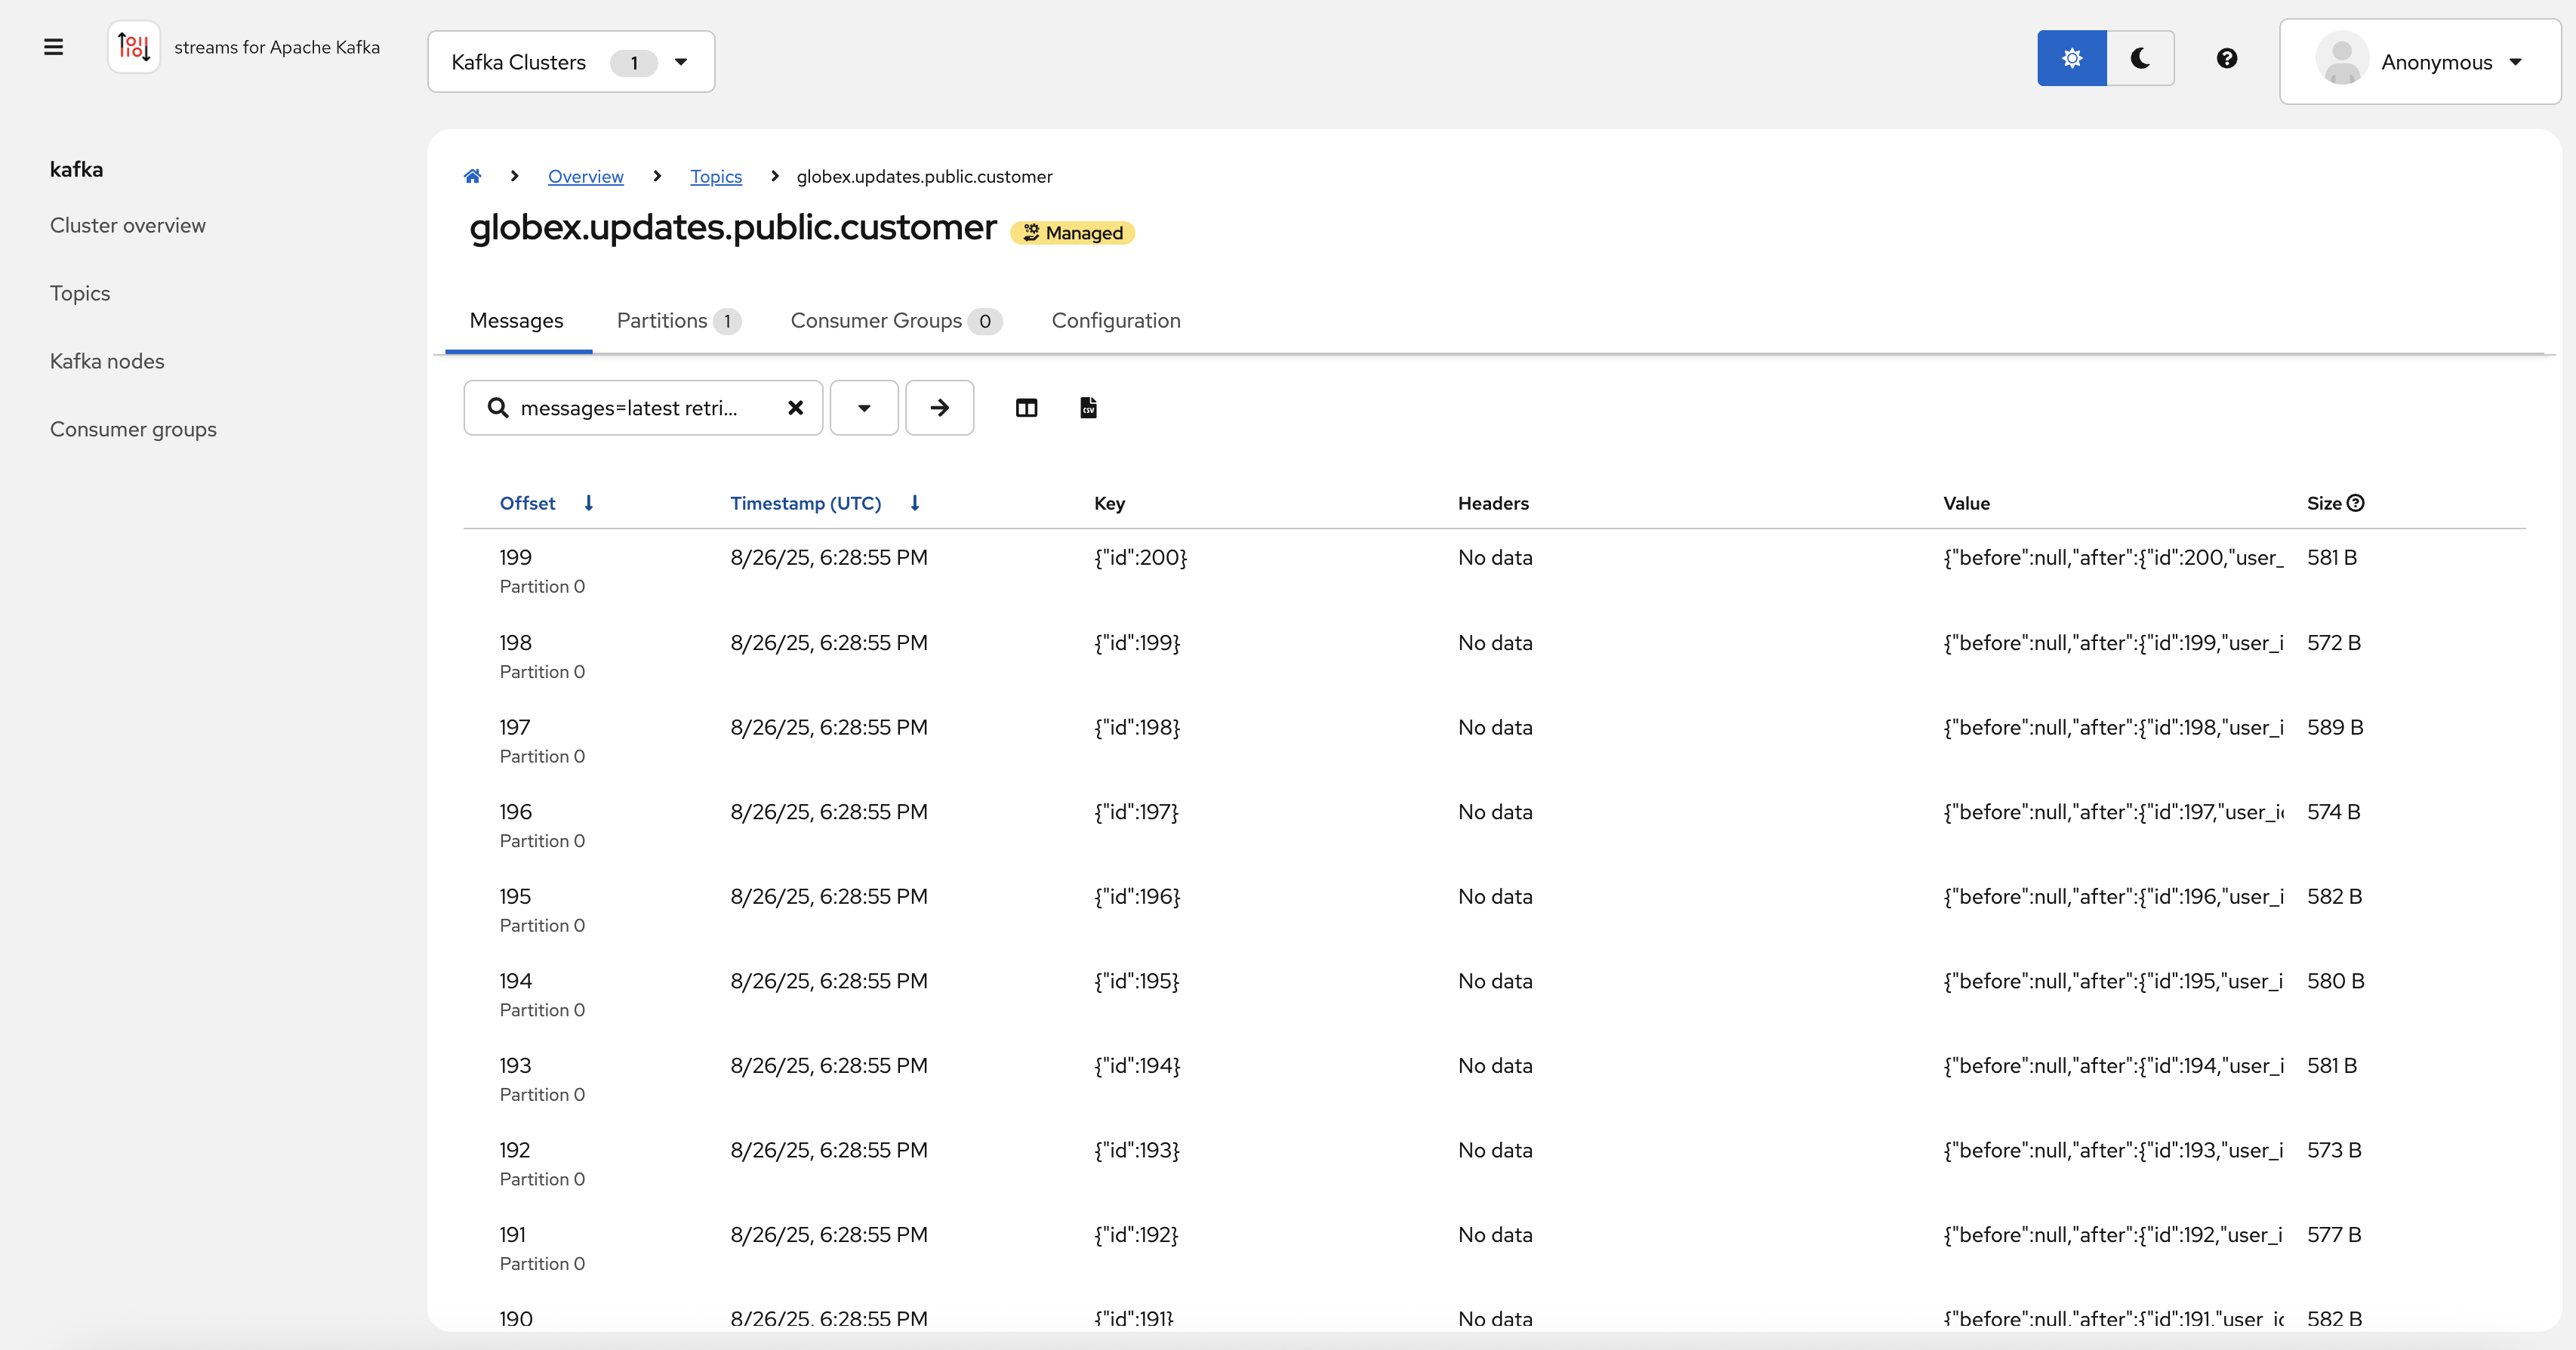 streams for Apache Kafka
Kafka Clusters 1
Anonymous
kafka
Cluster overview
Topics
Kafka nodes
Consumer groups
Overview Topics globex.updates.public.customer
globex.updates.public.customer Managed
Messages Partitions 1 Consumer Groups 0 Configuration
messages=latest retri...
CSV
Offset Timestamp (UTC) Key Headers Value Size
199 8/26/25, 6:28:55 PM {"id":200} No data {"before":null,"after":{"id":200,"user_ 581 B
Partition 0
198 8/26/25, 6:28:55 PM {"id":199} No data {"before":null,"after":{"id":199,"user_i 572 B
Partition 0
197 8/26/25, 6:28:55 PM {"id":198} No data {"before":null,"after":{"id":198,"user_i 589 B
Partition 0
196 8/26/25, 6:28:55 PM {"id":197} No data {"before":null,"after":{"id":197,"user_i 574 B
Partition 0
195 8/26/25, 6:28:55 PM {"id":196} No data {"before":null,"after":{"id":196,"user_i 582 B
Partition 0
194 8/26/25, 6:28:55 PM {"id":195} No data {"before":null,"after":{"id":195,"user_i 580 B
Partition 0
193 8/26/25, 6:28:55 PM {"id":194} No data {"before":null,"after":{"id":194,"user_i 581 B
Partition 0
192 8/26/25, 6:28:55 PM {"id":193} No data {"before":null,"after":{"id":193,"user_i 573 B
Partition 0
191 8/26/25, 6:28:55 PM {"id":192} No data {"before":null,"after":{"id":192,"user_i 577 B
Partition 0
190 8/26/25, 6:28:55 PM {"id":191} No data {"before":null,"after":{"id":191,"user_i 582 B